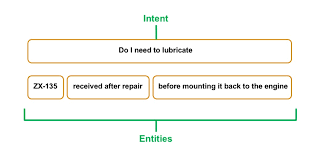 Intent
Do I need to lubricate
ZX-135 received after repair before mounting it back to the engine
Entities